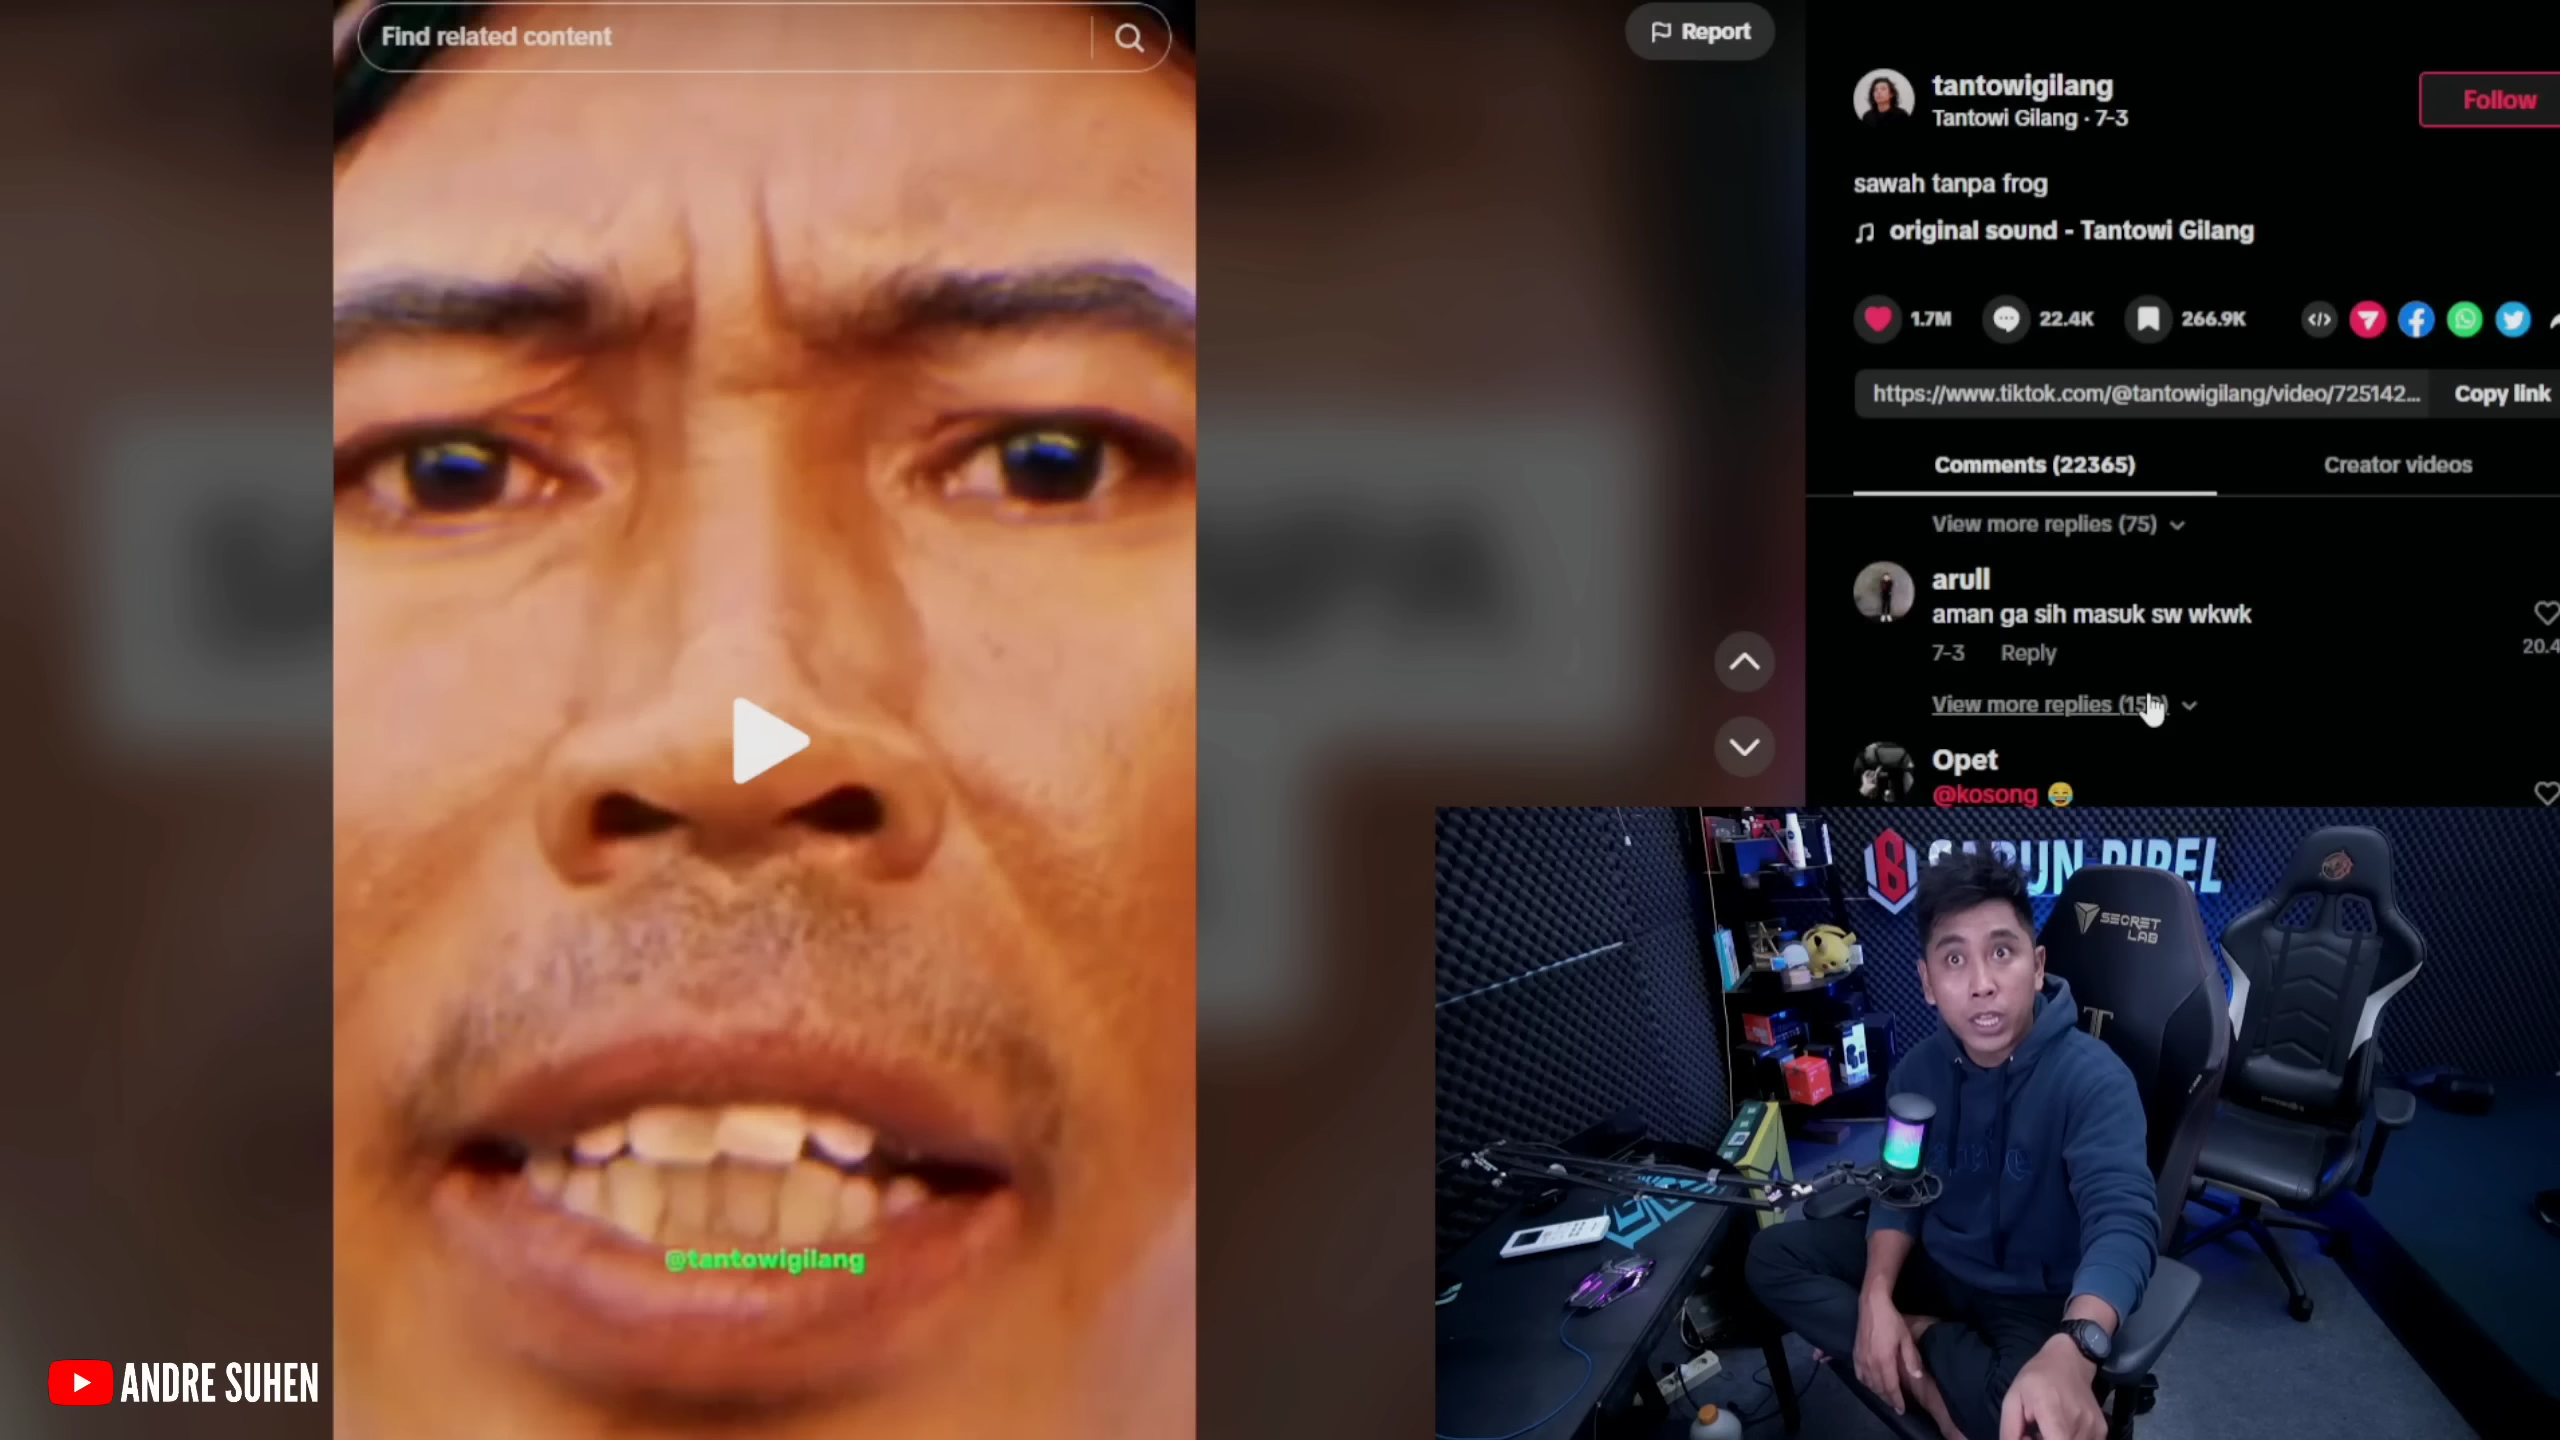 Find related content
Report
tantowigilang
Tantowi Gilang · 7-3
Follow
sawah tanpa frog
original sound - Tantowi Gilang
1.7M
22.4K
266.9K
https://www.tiktok.com/@tantowigilang/video/725142...
Copy link
Comments (22365)
Creator videos
View more replies (75)
arull
aman ga sih masuk sw wkwk
20.4
7-3 Reply
View more replies
Opet
@kosong 😂
SECRET
LAB
@tantowigilang
ANDRE SUHEN